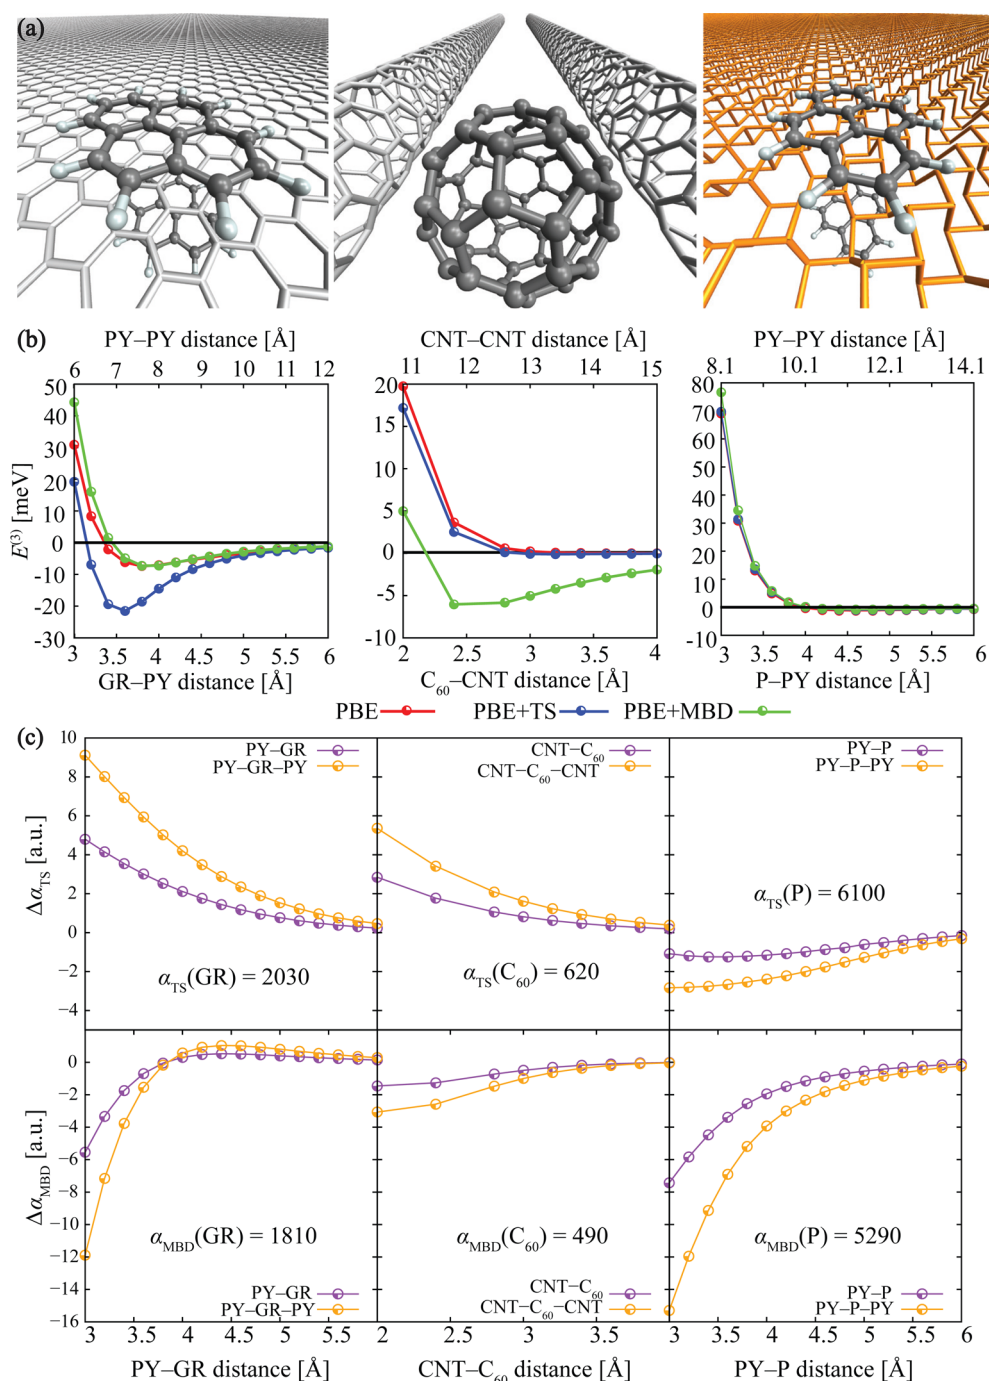 (a)
(b)
PY–PY distance [Å]
CNT–CNT distance [Å]
PY–PY distance [Å]
6 7 8 9 10 11 12
11 12 13 14 15
8.1 10.1 12.1 14.1
E(3) [meV]
50
40
30
20
10
0
-10
-20
-30
20
15
10
5
0
-5
-10
80
70
60
50
40
30
20
10
0
-10
3 3.5 4 4.5 5 5.5 6
2 2.5 3 3.5 4
3 3.5 4 4.5 5 5.5 6
GR–PY distance [Å]
C60–CNT distance [Å]
P–PY distance [Å]
PBE PBE+TS PBE+MBD
(c)
ΔαTS [a.u.]
10
8
6
4
2
0
-2
-4
PY–GR
PY–GR–PY
αTS(GR) = 2030
CNT–C60
CNT–C60–CNT
αTS(C60) = 620
PY–P
PY–P–PY
αTS(P) = 6100
ΔαMBD [a.u.]
0
-2
-4
-6
-8
-10
-12
-14
-16
αMBD(GR) = 1810
PY–GR
PY–GR–PY
αMBD(C60) = 490
CNT–C60
CNT–C60–CNT
αMBD(P) = 5290
PY–P
PY–P–PY
3 3.5 4 4.5 5 5.5
2 2.5 3 3.5
3 3.5 4 4.5 5 5.5 6
PY–GR distance [Å]
CNT–C60 distance [Å]
PY–P distance [Å]